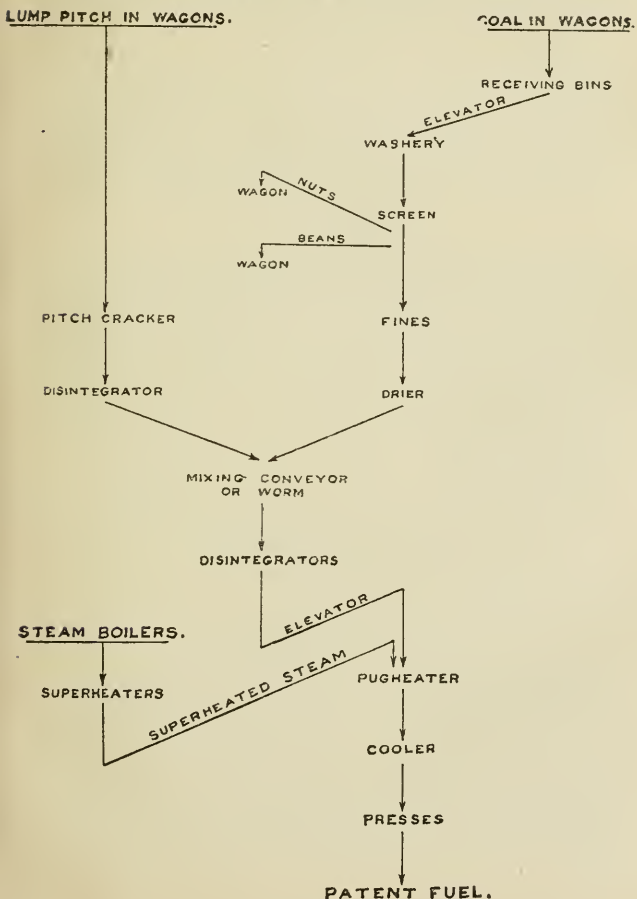 LUMP PITCH IN WAGONS.
COAL IN WAGONS.
RECEIVING BINS
ELEVATOR
WASHERY
NUTS
WAGON
SCREEN
BEANS
WAGON
PITCH CRACKER
FINES
DISINTEGRATOR
DRIER
MIXING CONVEYOR
OR WORM
DISINTEGRATORS
ELEVATOR
STEAM BOILERS.
SUPERHEATERS
SUPERHEATED STEAM
PUGHEATER
COOLER
PRESSES
PATENT FUEL.